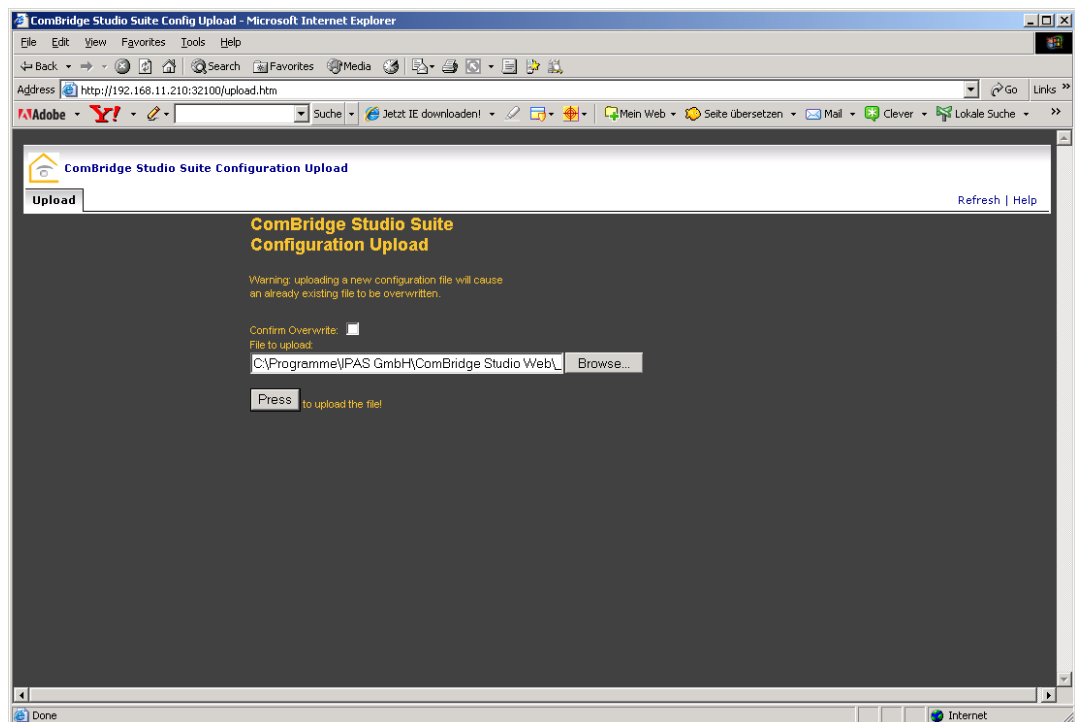 ComBridge Studio Suite Config Upload - Microsoft Internet Explorer
File Edit View Favorites Tools Help
Back Search Favorites Media
Address http://192.168.11.210:32100/upload.htm Go Links »
Adobe Y! Suche Jetzt IE downloaden! Mein Web Seite übersetzen Mail Clever Lokale Suche »
ComBridge Studio Suite Configuration Upload
Upload Refresh | Help
ComBridge Studio Suite
Configuration Upload
Warning: uploading a new configuration file will cause
an already existing file to be overwritten.
Confirm Overwrite:
File to upload:
C:\Programme\IPAS GmbH\ComBridge Studio Web\_ Browse...
Press to upload the file!
Done Internet